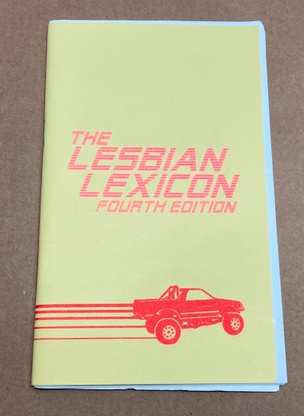 THE
LESBIAN
LEXICON
FOURTH EDITION